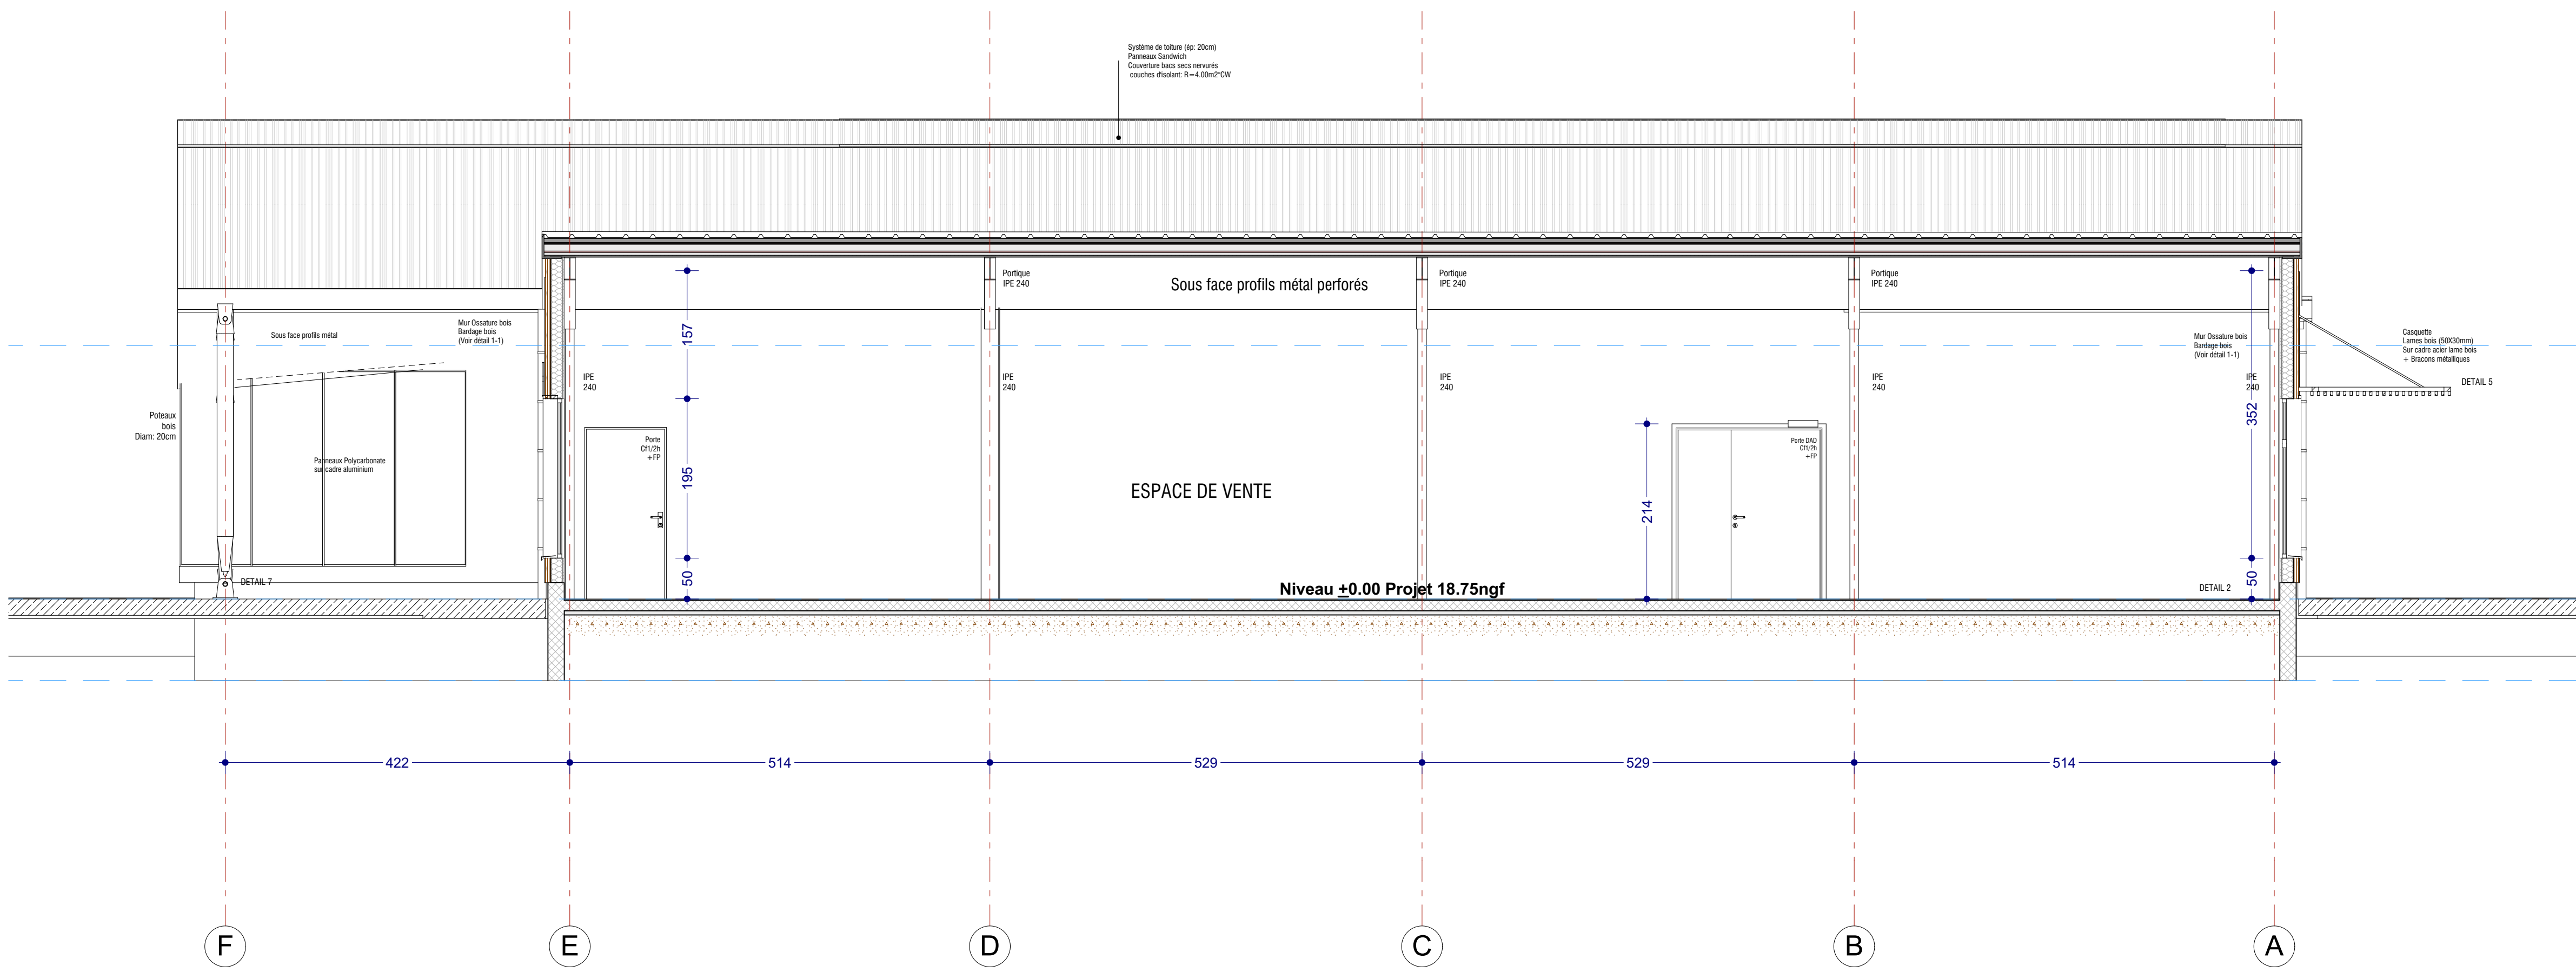 Système de toiture (ép: 20cm)
Panneaux Sandwich
Couverture bacs secs nervurés
couches d'isolant: R=4.00m2°CW
Portique
IPE 240
Sous face profils métal perforés
Portique
IPE 240
Portique
IPE 240
Sous face profils métal
Mur Ossature bois
Bardage bois
(Voir détail 1-1)
157
Mur Ossature bois
Bardage bois
(Voir détail 1-1)
Casquette
Lames bois (50X30mm)
Sur cadre acier lame bois
+ Bracons métalliques
DETAIL 5
IPE
240
IPE
240
IPE
240
IPE
240
IPE
240
352
Poteaux
bois
Diam: 20cm
Panneaux Polycarbonate
sur cadre aluminium
Porte
Cf1/2h
+FP
195
ESPACE DE VENTE
214
Porte DAD
Cf1/2h
+FP
DETAIL 7
50
Niveau ±0.00 Projet 18.75ngf
DETAIL 2
50
422
514
529
529
514
F
E
D
C
B
A